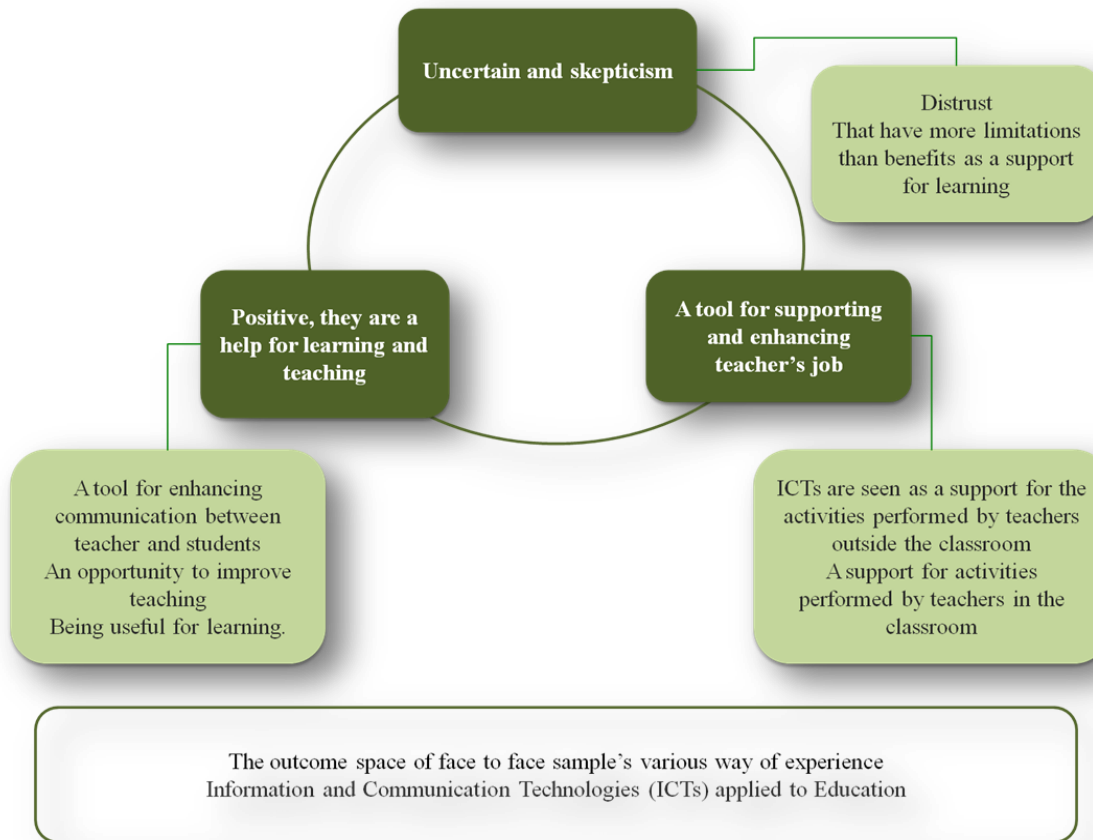 Uncertain and skepticism
Distrust
That have more limitations
than benefits as a support
for learning
Positive, they are a
help for learning and
teaching
A tool for supporting
and enhancing
teacher’s job
A tool for enhancing
communication between
teacher and students
An opportunity to improve
teaching
Being useful for learning.
ICTs are seen as a support for the
activities performed by teachers
outside the classroom
A support for activities
performed by teachers in the
classroom
The outcome space of face to face sample’s various way of experience
Information and Communication Technologies (ICTs) applied to Education